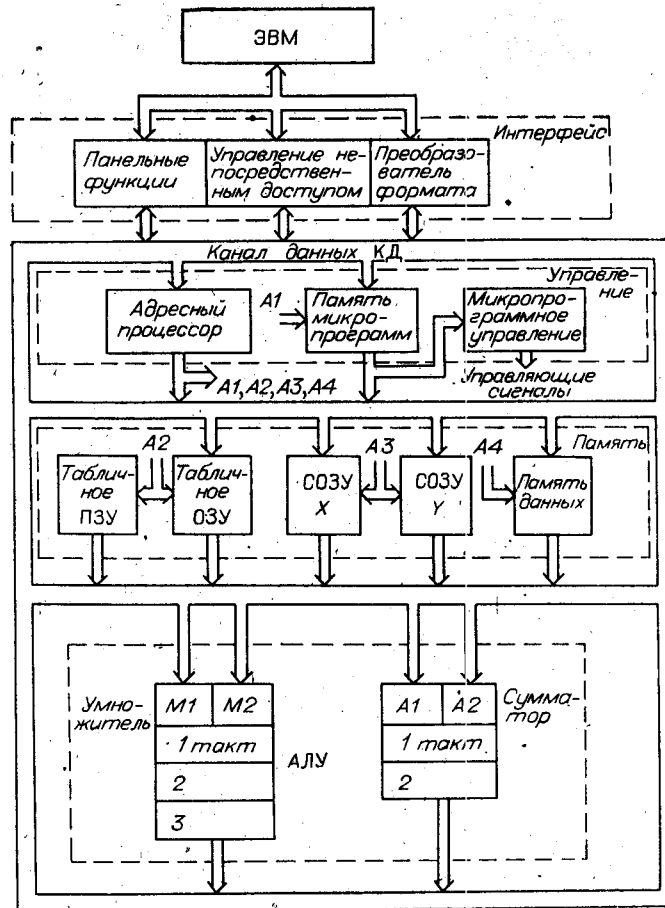 ЭВМ
Интерфейс
Панельные
функции
Управление не-
посредствен-
ным доступом
Преобразо-
ватель
формата
Канал данных КД
Управле-
ние
Адресный
процессор
А1
Память
микро-
программ
Микропро-
граммное
управление
А1, А2, А3, А4
Управляющие
сигналы
Память
А2
А3
А4
Таблич-
ное
ПЗУ
Таблич-
ное
ОЗУ
СОЗУ
X
СОЗУ
Y
Память
данных
Умно-
житель
М1
М2
1 такт
2
3
АЛУ
А1
А2
1 такт
2
Сумма-
тор